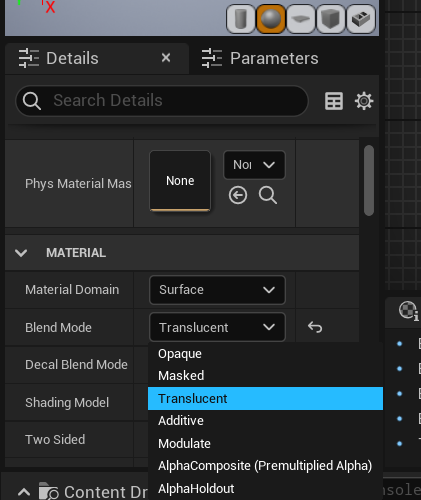 X
Details
Parameters
Search Details
Phys Material Mas
None
MATERIAL
Material Domain
Surface
Blend Mode
Translucent
Opaque
Masked
Translucent
Additive
Modulate
AlphaComposite (Premultiplied Alpha)
AlphaHoldout
Decal Blend Mode
Shading Model
Two Sided
Content Dr
nsole